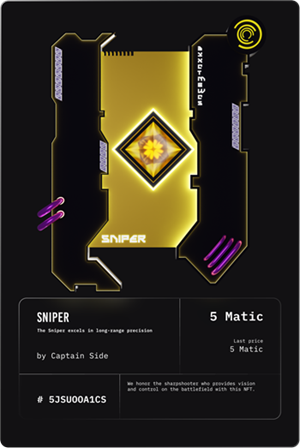 SNIPER
SNIPER
The Sniper excels in long-range precision
by Captain Side
5 Matic
Last price
5 Matic
# 5JSUOOA1CS
We honor the sharpshooter who provides vision
and control on the battlefield with this NFT.